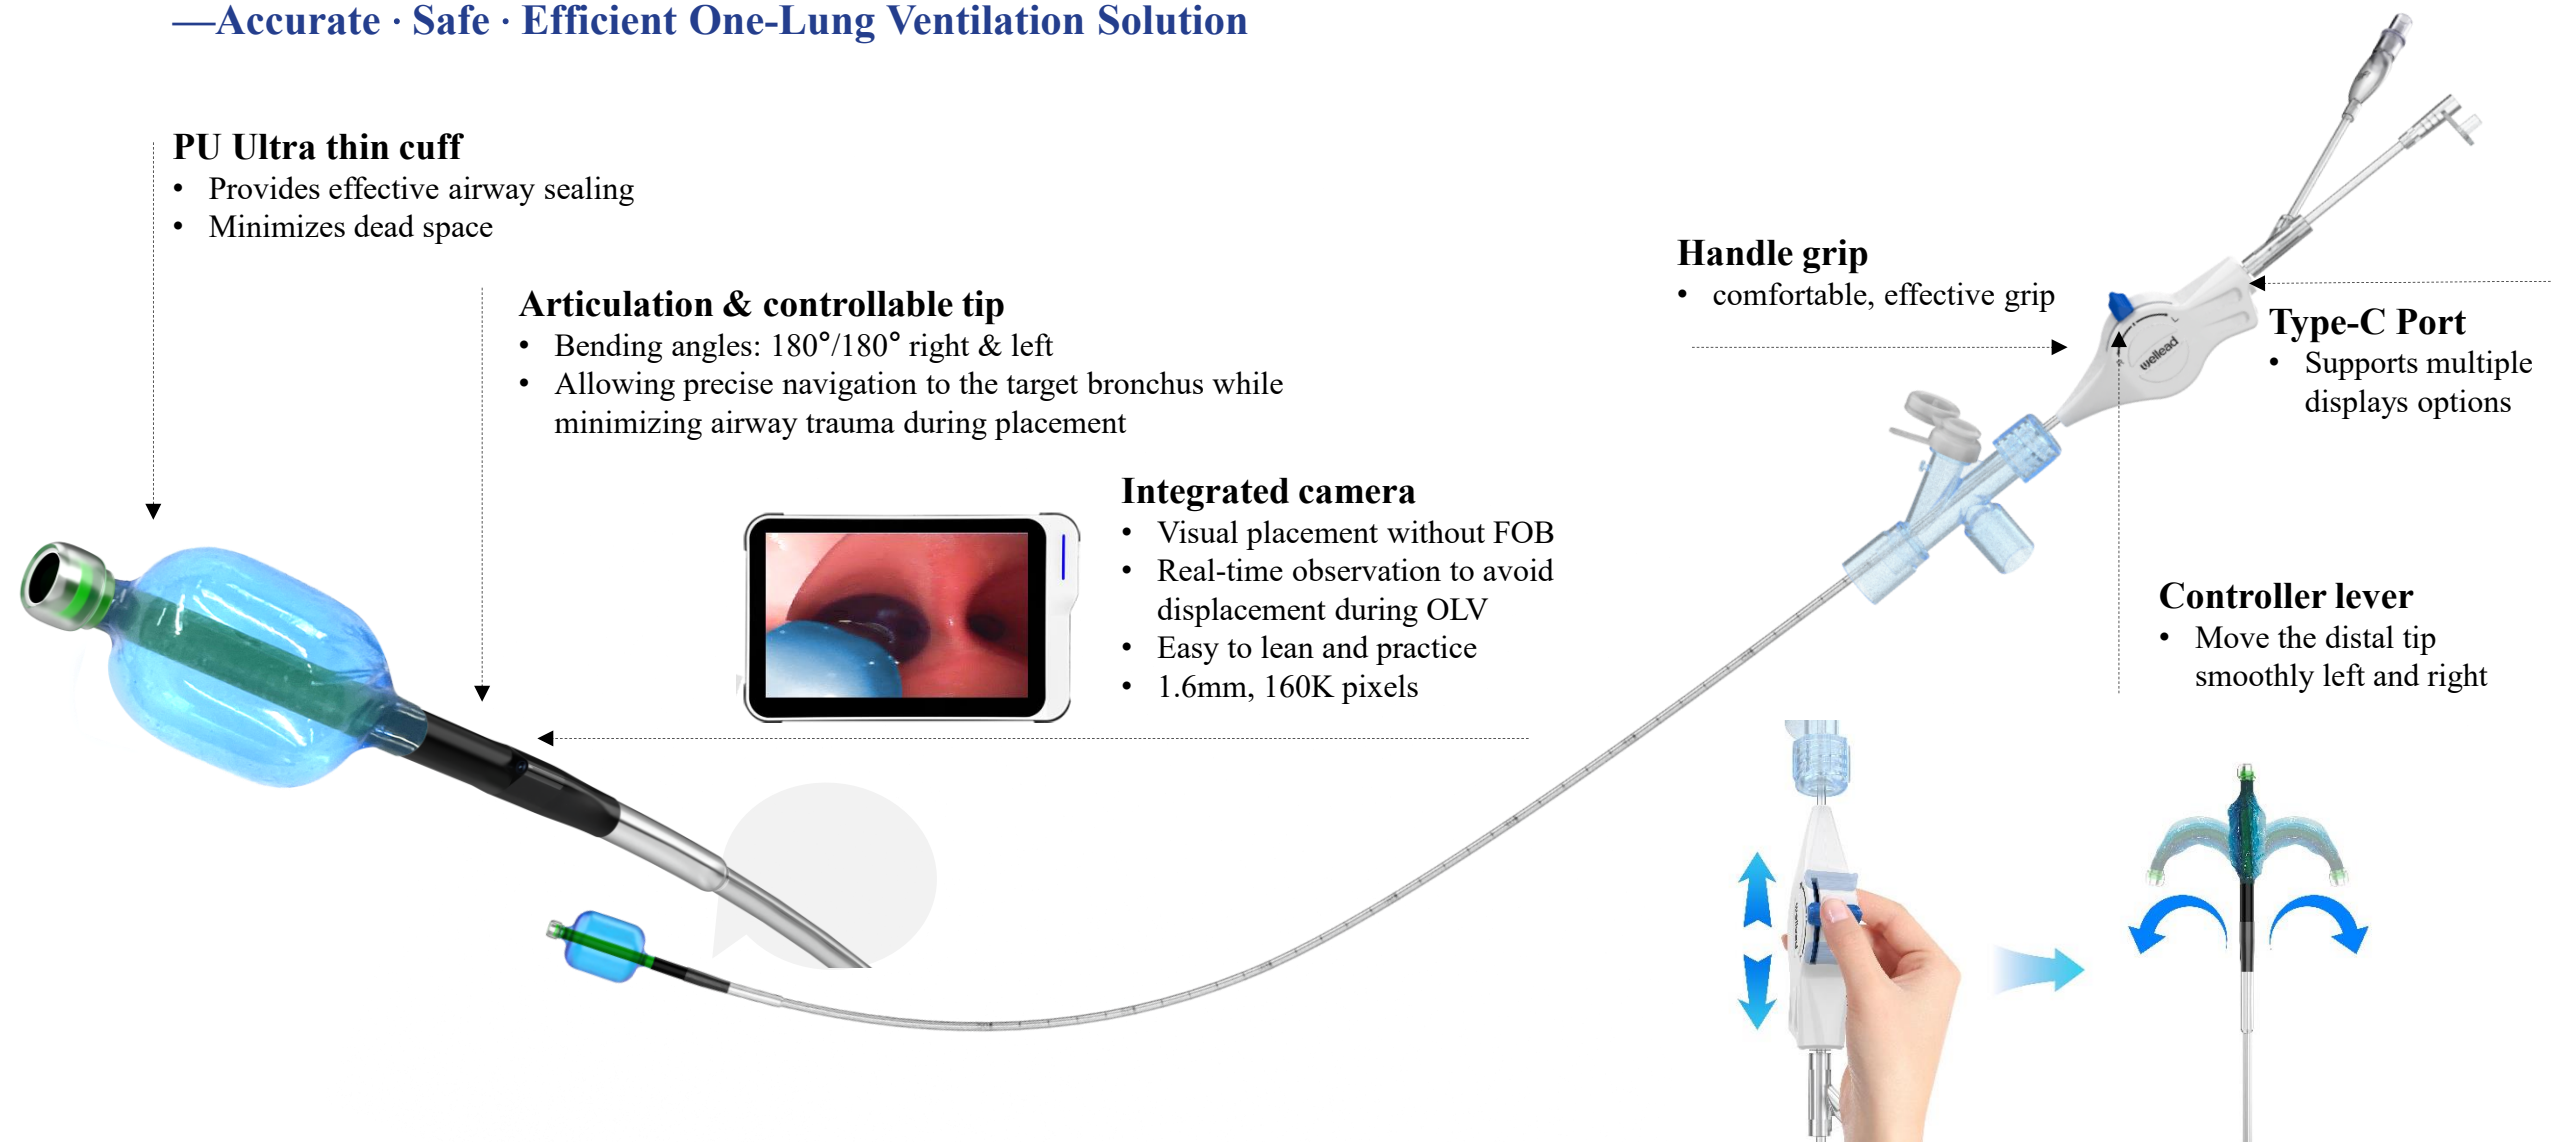 —Accurate · Safe · Efficient One-Lung Ventilation Solution
PU Ultra thin cuff
• Provides effective airway sealing
• Minimizes dead space
Articulation & controllable tip
• Bending angles: 180°/180° right & left
• Allowing precise navigation to the target bronchus while
minimizing airway trauma during placement
Integrated camera
• Visual placement without FOB
• Real-time observation to avoid
displacement during OLV
• Easy to lean and practice
• 1.6mm, 160K pixels
Handle grip
• comfortable, effective grip
L
R
wellead
Type-C Port
• Supports multiple
displays options
Controller lever
• Move the distal tip
smoothly left and right
wellead